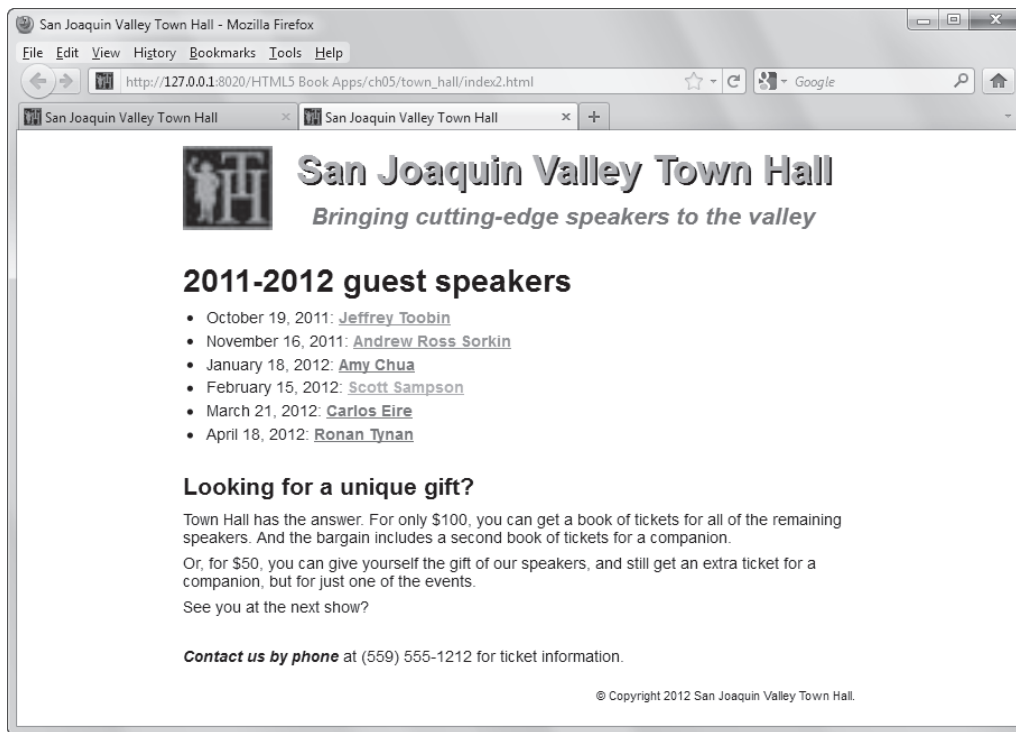 San Joaquin Valley Town Hall - Mozilla Firefox
File Edit View History Bookmarks Tools Help
http://127.0.0.1:8020/HTML5 Book Apps/ch05/town_hall/index2.html
Google
San Joaquin Valley Town Hall
San Joaquin Valley Town Hall
TH
San Joaquin Valley Town Hall
Bringing cutting-edge speakers to the valley
2011-2012 guest speakers
• October 19, 2011: Jeffrey Toobin
• November 16, 2011: Andrew Ross Sorkin
• January 18, 2012: Amy Chua
• February 15, 2012: Scott Sampson
• March 21, 2012: Carlos Eire
• April 18, 2012: Ronan Tynan
Looking for a unique gift?
Town Hall has the answer. For only $100, you can get a book of tickets for all of the remaining
speakers. And the bargain includes a second book of tickets for a companion.
Or, for $50, you can give yourself the gift of our speakers, and still get an extra ticket for a
companion, but for just one of the events.
See you at the next show?
Contact us by phone at (559) 555-1212 for ticket information.
© Copyright 2012 San Joaquin Valley Town Hall.